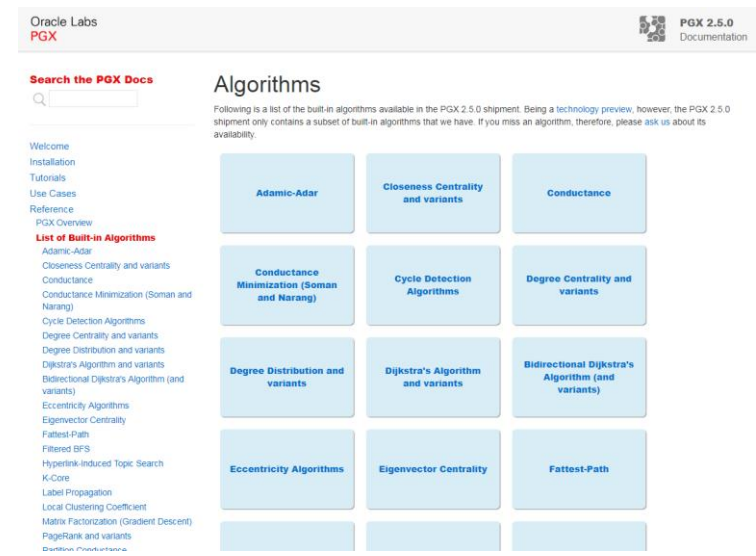 Oracle Labs
PGX
PGX 2.5.0
Documentation
Search the PGX Docs
Welcome
Installation
Tutorials
Use Cases
Reference
PGX Overview
List of Built-in Algorithms
Adamic-Adar
Closeness Centrality and variants
Conductance
Conductance Minimization (Soman and
Narang)
Cycle Detection Algorithms
Degree Centrality and variants
Degree Distribution and variants
Dijkstra's Algorithm and variants
Bidirectional Dijkstra's Algorithm (and
variants)
Eccentricity Algorithms
Eigenvector Centrality
Fattest-Path
Filtered BFS
Hyperlink-Induced Topic Search
K-Core
Label Propagation
Local Clustering Coefficient
Matrix Factorization (Gradient Descent)
PageRank and variants
Partition Conductance
Algorithms
Following is a list of the built-in algorithms available in the PGX 2.5.0 shipment. Being a technology preview, however, the PGX 2.5.0
shipment only contains a subset of built-in algorithms that we have. If you miss an algorithm, therefore, please ask us about its
availability.
Adamic-Adar
Closeness Centrality
and variants
Conductance
Conductance
Minimization (Soman
and Narang)
Cycle Detection
Algorithms
Degree Centrality and
variants
Degree Distribution and
variants
Dijkstra's Algorithm
and variants
Bidirectional Dijkstra's
Algorithm (and
variants)
Eccentricity Algorithms
Eigenvector Centrality
Fattest-Path